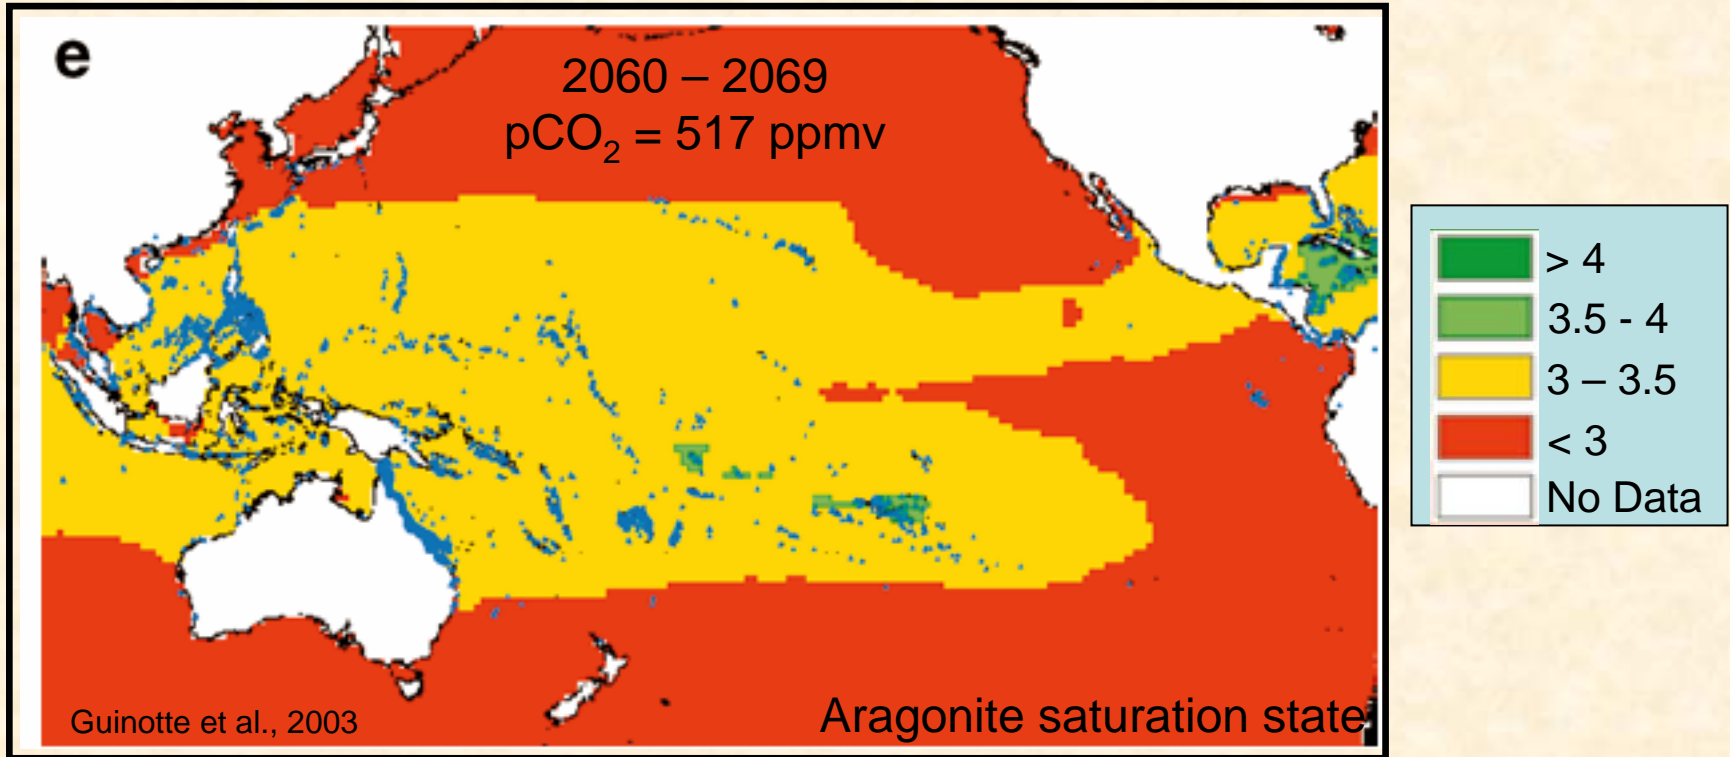 e
2060 – 2069
pCO₂ = 517 ppmv
Guinotte et al., 2003
Aragonite saturation state
> 4
3.5 - 4
3 – 3.5
< 3
No Data